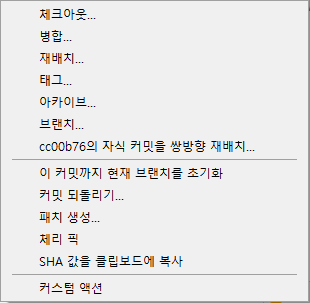 체크아웃...
병합...
재배치...
태그...
아카이브...
브랜치...
cc00b76의 자식 커밋을 쌍방향 재배치...
이 커밋까지 현재 브랜치를 초기화
커밋 되돌리기...
패치 생성...
체리 픽
SHA 값을 클립보드에 복사
커스텀 액션